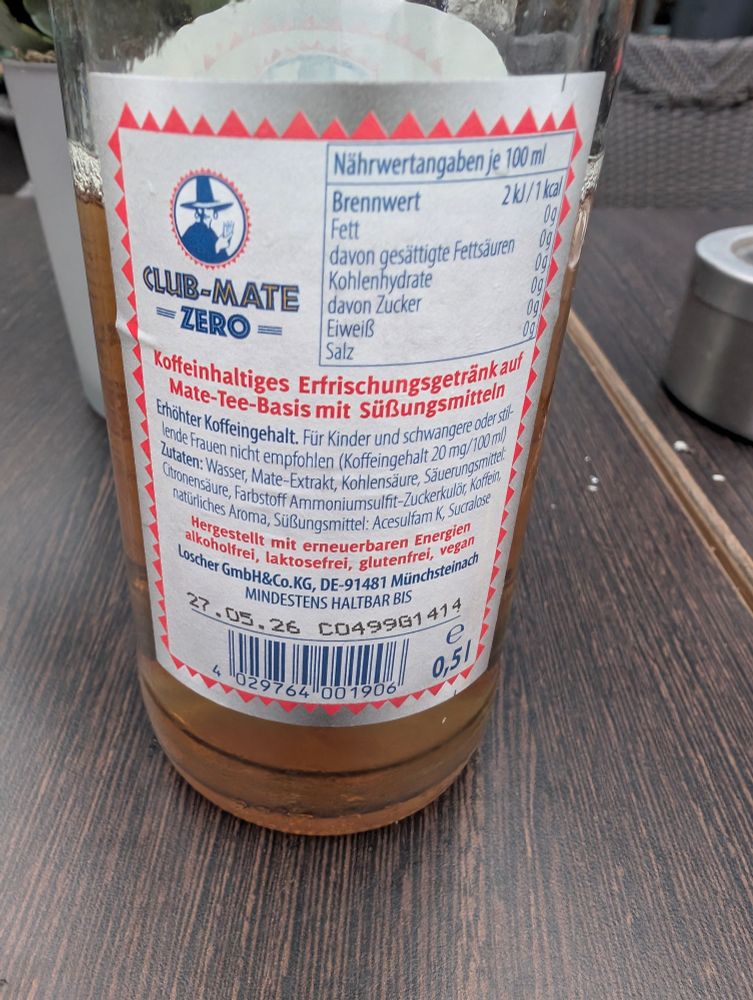 CLUB-MATE
ZERO
Nährwertangaben je 100 ml
Brennwert 2 kJ / 1 kcal
Fett 0g
davon gesättigte Fettsäuren 0g
Kohlenhydrate 0g
davon Zucker 0g
Eiweiß 0g
Salz 0g
Koffeinhaltiges Erfrischungsgetränk auf
Mate-Tee-Basis mit Süßungsmitteln
Erhöhter Koffeingehalt. Für Kinder und schwangere oder stil-
lende Frauen nicht empfohlen (Koffeingehalt 20 mg/100 ml)
Zutaten: Wasser, Mate-Extrakt, Kohlensäure, Säuerungsmittel:
Citronensäure, Farbstoff Ammoniumsulfit-Zuckerkulör, Koffein,
natürliches Aroma, Süßungsmittel: Acesulfam K, Sucralose
Hergestellt mit erneuerbaren Energien
alkoholfrei, laktosefrei, glutenfrei, vegan
Loscher GmbH&Co.KG, DE-91481 Münchsteinach
MINDESTENS HALTBAR BIS
27.05.26 C0499G1414
4 029764 001906
e
0,5 l